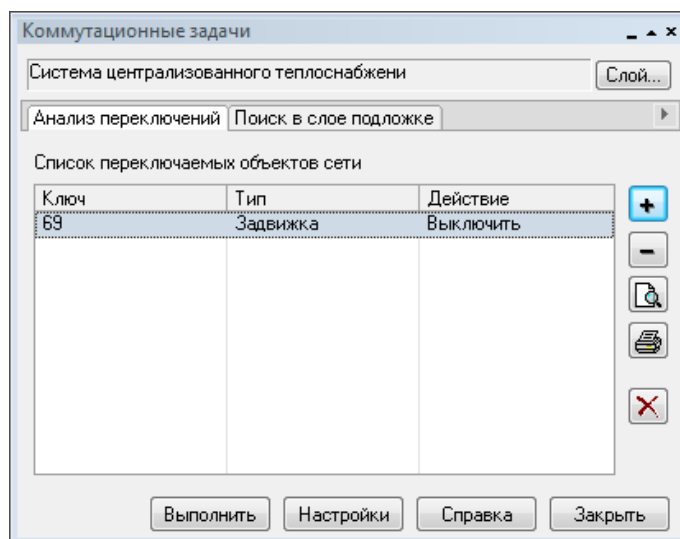 Коммутационные задачи
Система централизованного теплоснабжени
Слой...
Анализ переключений Поиск в слое подложке
Список переключаемых объектов сети
Ключ Тип Действие
69 Задвижка Выключить
Выполнить Настройки Справка Закрыть